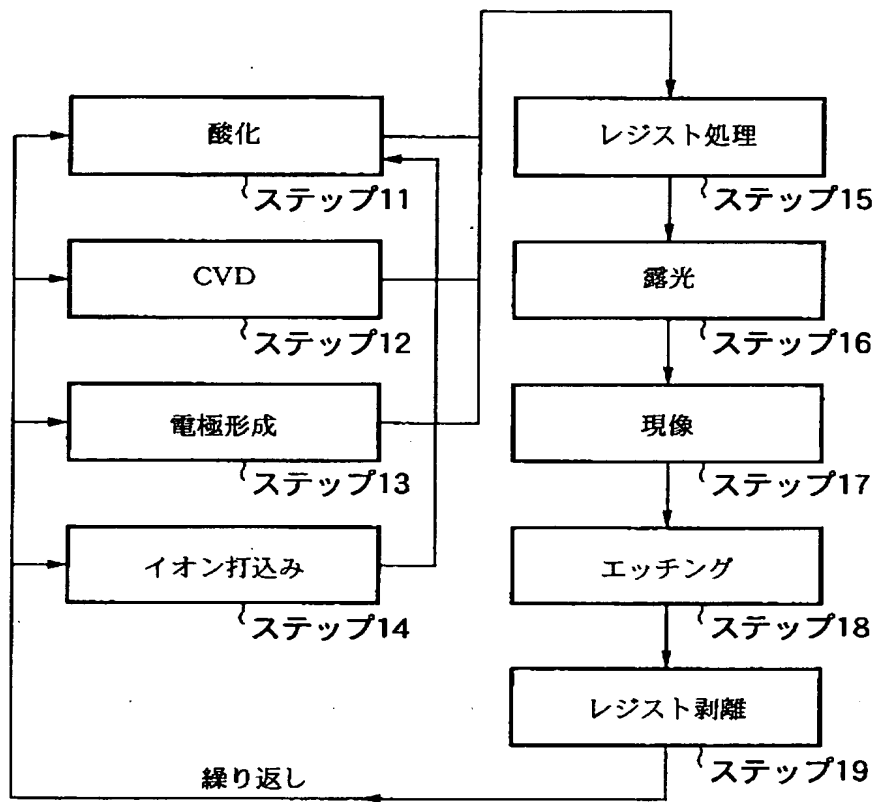 酸化
ステップ11
CVD
ステップ12
電極形成
ステップ13
イオン打込み
ステップ14
レジスト処理
ステップ15
露光
ステップ16
現像
ステップ17
エッチング
ステップ18
レジスト剥離
ステップ19
繰り返し